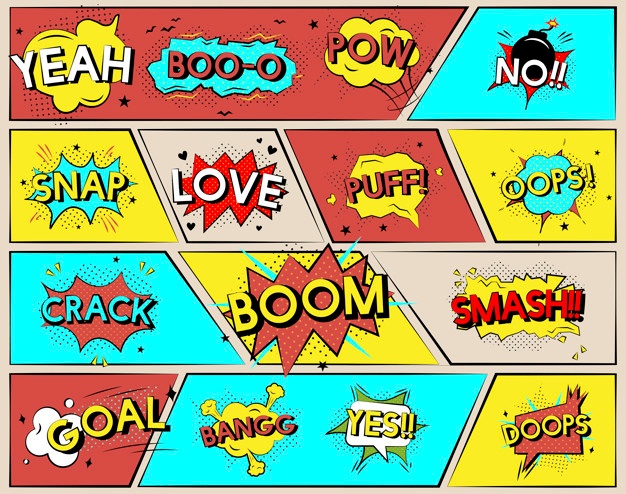 YEAH
BOO-O
POW
NO!!
SNAP
LOVE
PUFF!
OOPS!
CRACK
BOOM
SMASH!!!
GOAL
BANGG
YES!!
DOOPS